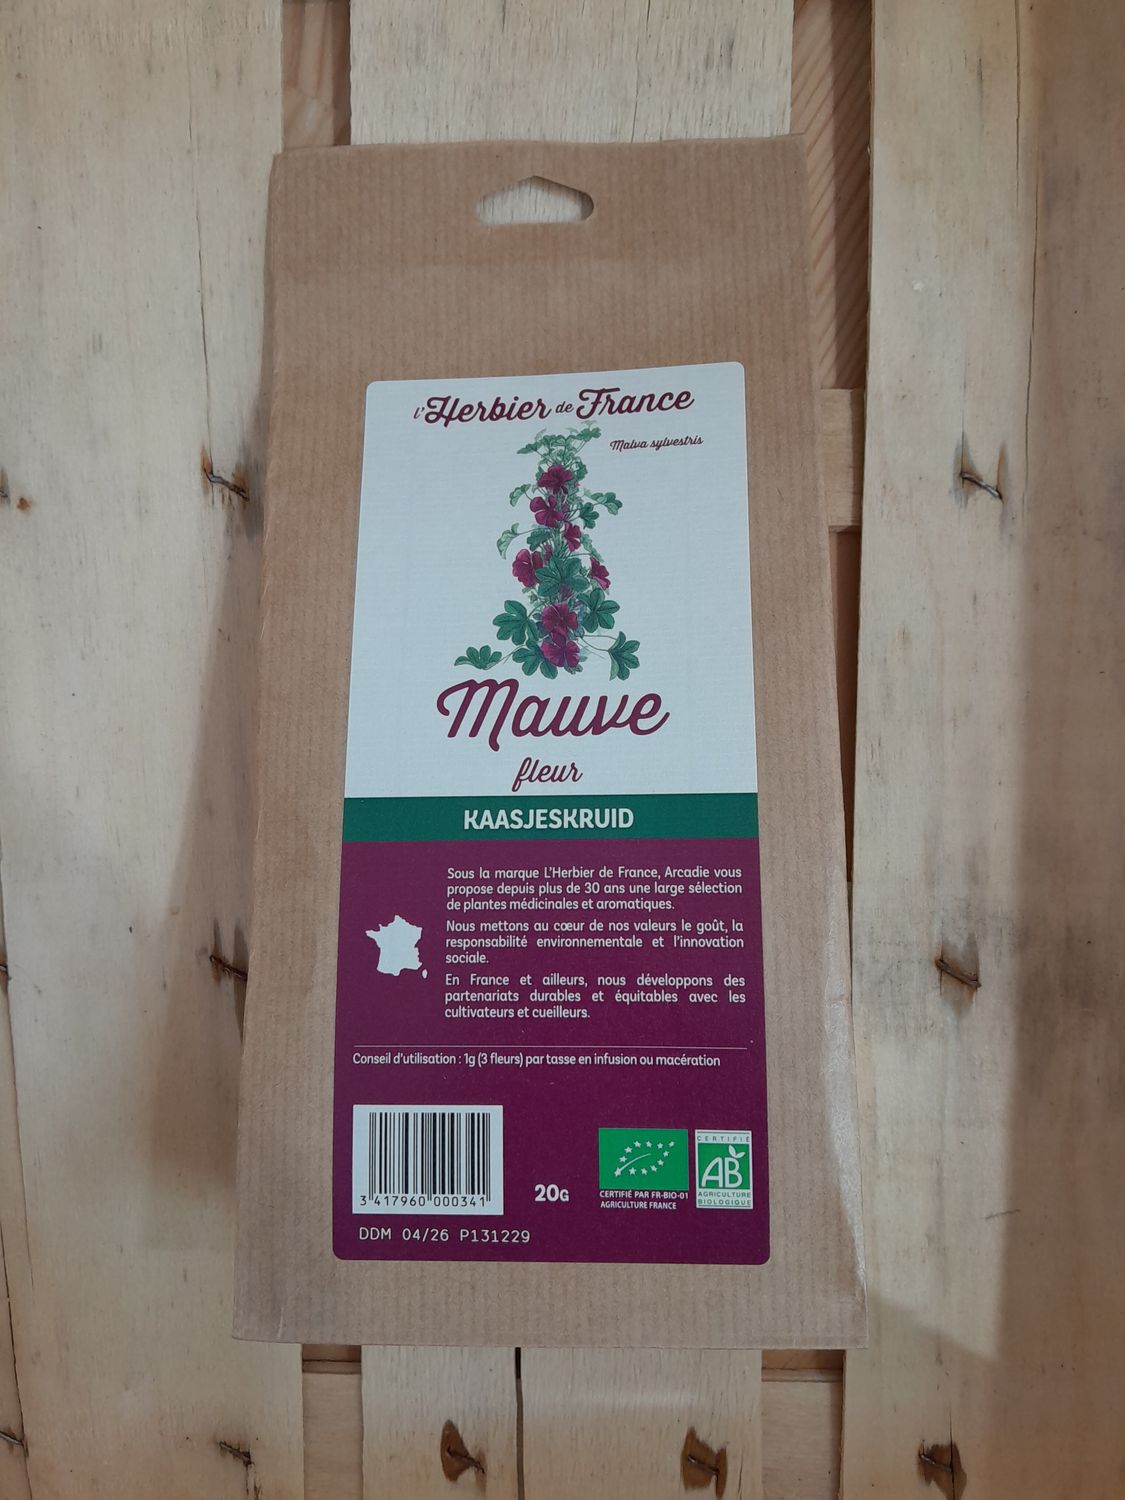 l'Herbier de France
Malva sylvestris
Mauve
fleur
KAASJESKRUID
Sous la marque L'Herbier de France, Arcadie vous
propose depuis plus de 30 ans une large sélection
de plantes médicinales et aromatiques.
Nous mettons au cœur de nos valeurs le goût, la
responsabilité environnementale et l'innovation
sociale.
En France et ailleurs, nous développons des
partenariats durables et équitables avec les
cultivateurs et cueilleurs.
Conseil d'utilisation : 1g (3 fleurs) par tasse en infusion ou macération
3 417960 000341
20G
CERTIFIÉ PAR FR-BIO-01
AGRICULTURE FRANCE
CERTIFIÉ
AB
AGRICULTURE
BIOLOGIQUE
DDM 04/26 P131229